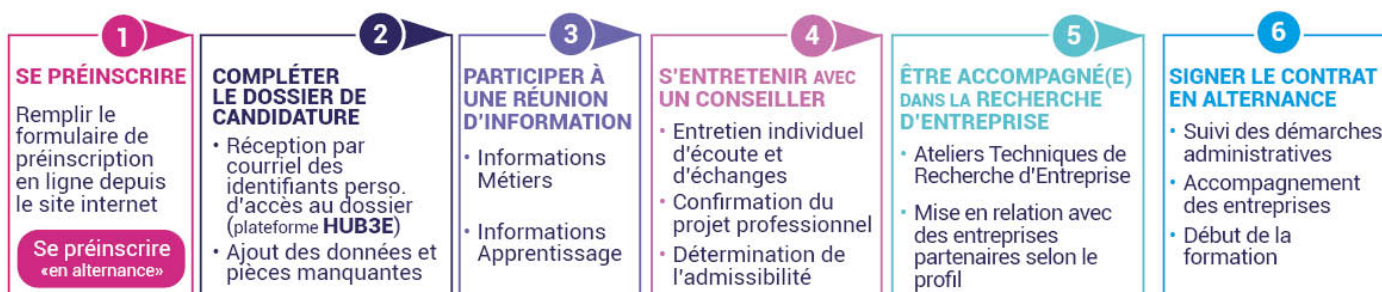 1
SE PRÉINSCRIRE
Remplir le
formulaire de
préinscription
en ligne depuis
le site internet
Se préinscrire
«en alternance»
2
COMPLÉTER
LE DOSSIER DE
CANDIDATURE
• Réception par
courriel des
identifiants perso.
d'accès au dossier
(plateforme HUB3E)
• Ajout des données et
pièces manquantes
3
PARTICIPER À
UNE RÉUNION
D'INFORMATION
• Informations
Métiers
• Informations
Apprentissage
4
S'ENTRETENIR AVEC
UN CONSEILLER
• Entretien individuel
d'écoute et
d'échanges
• Confirmation du
projet professionnel
• Détermination de
l'admissibilité
5
ÊTRE ACCOMPAGNÉ(E)
DANS LA RECHERCHE
D'ENTREPRISE
• Ateliers Techniques de
Recherche d'Entreprise
• Mise en relation avec
des entreprises
partenaires selon le
profil
6
SIGNER LE CONTRAT
EN ALTERNANCE
• Suivi des démarches
administratives
• Accompagnement
des entreprises
• Début de la
formation